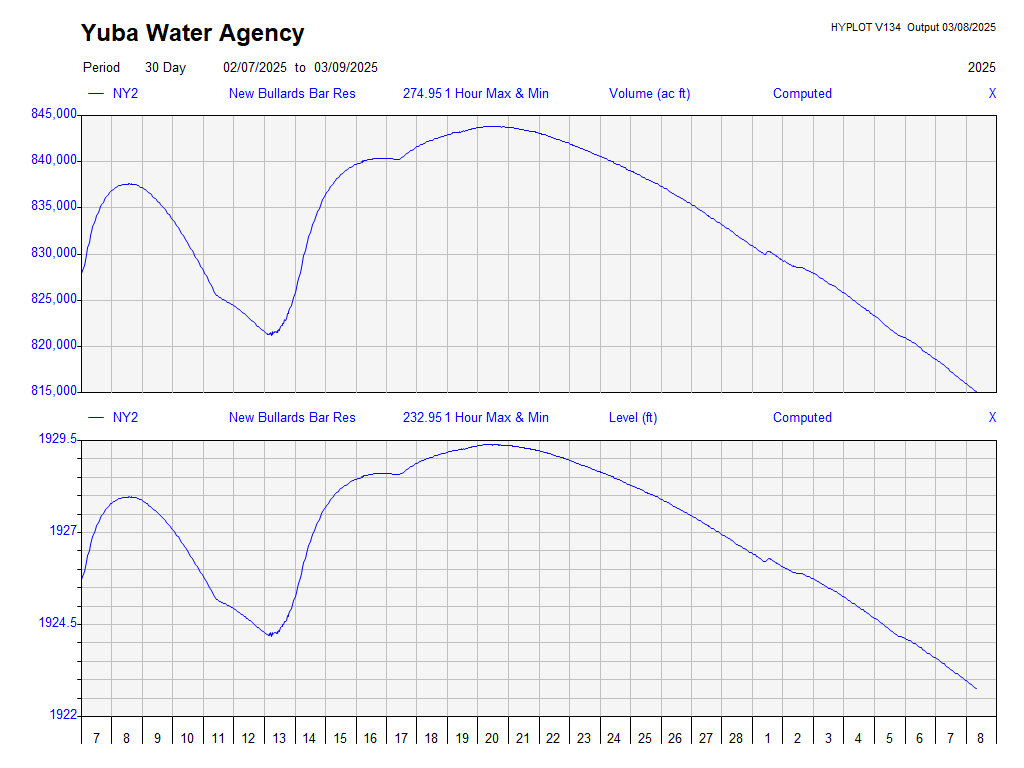 Yuba Water Agency
HYPLOT V134 Output 03/08/2025
Period 30 Day 02/07/2025 to 03/09/2025 2025
NY2 New Bullards Bar Res 274.95 1 Hour Max & Min Volume (ac ft) Computed X
845,000
840,000
835,000
830,000
825,000
820,000
815,000
NY2 New Bullards Bar Res 232.95 1 Hour Max & Min Level (ft) Computed X
1929.5
1927
1924.5
1922
7 8 9 10 11 12 13 14 15 16 17 18 19 20 21 22 23 24 25 26 27 28 1 2 3 4 5 6 7 8